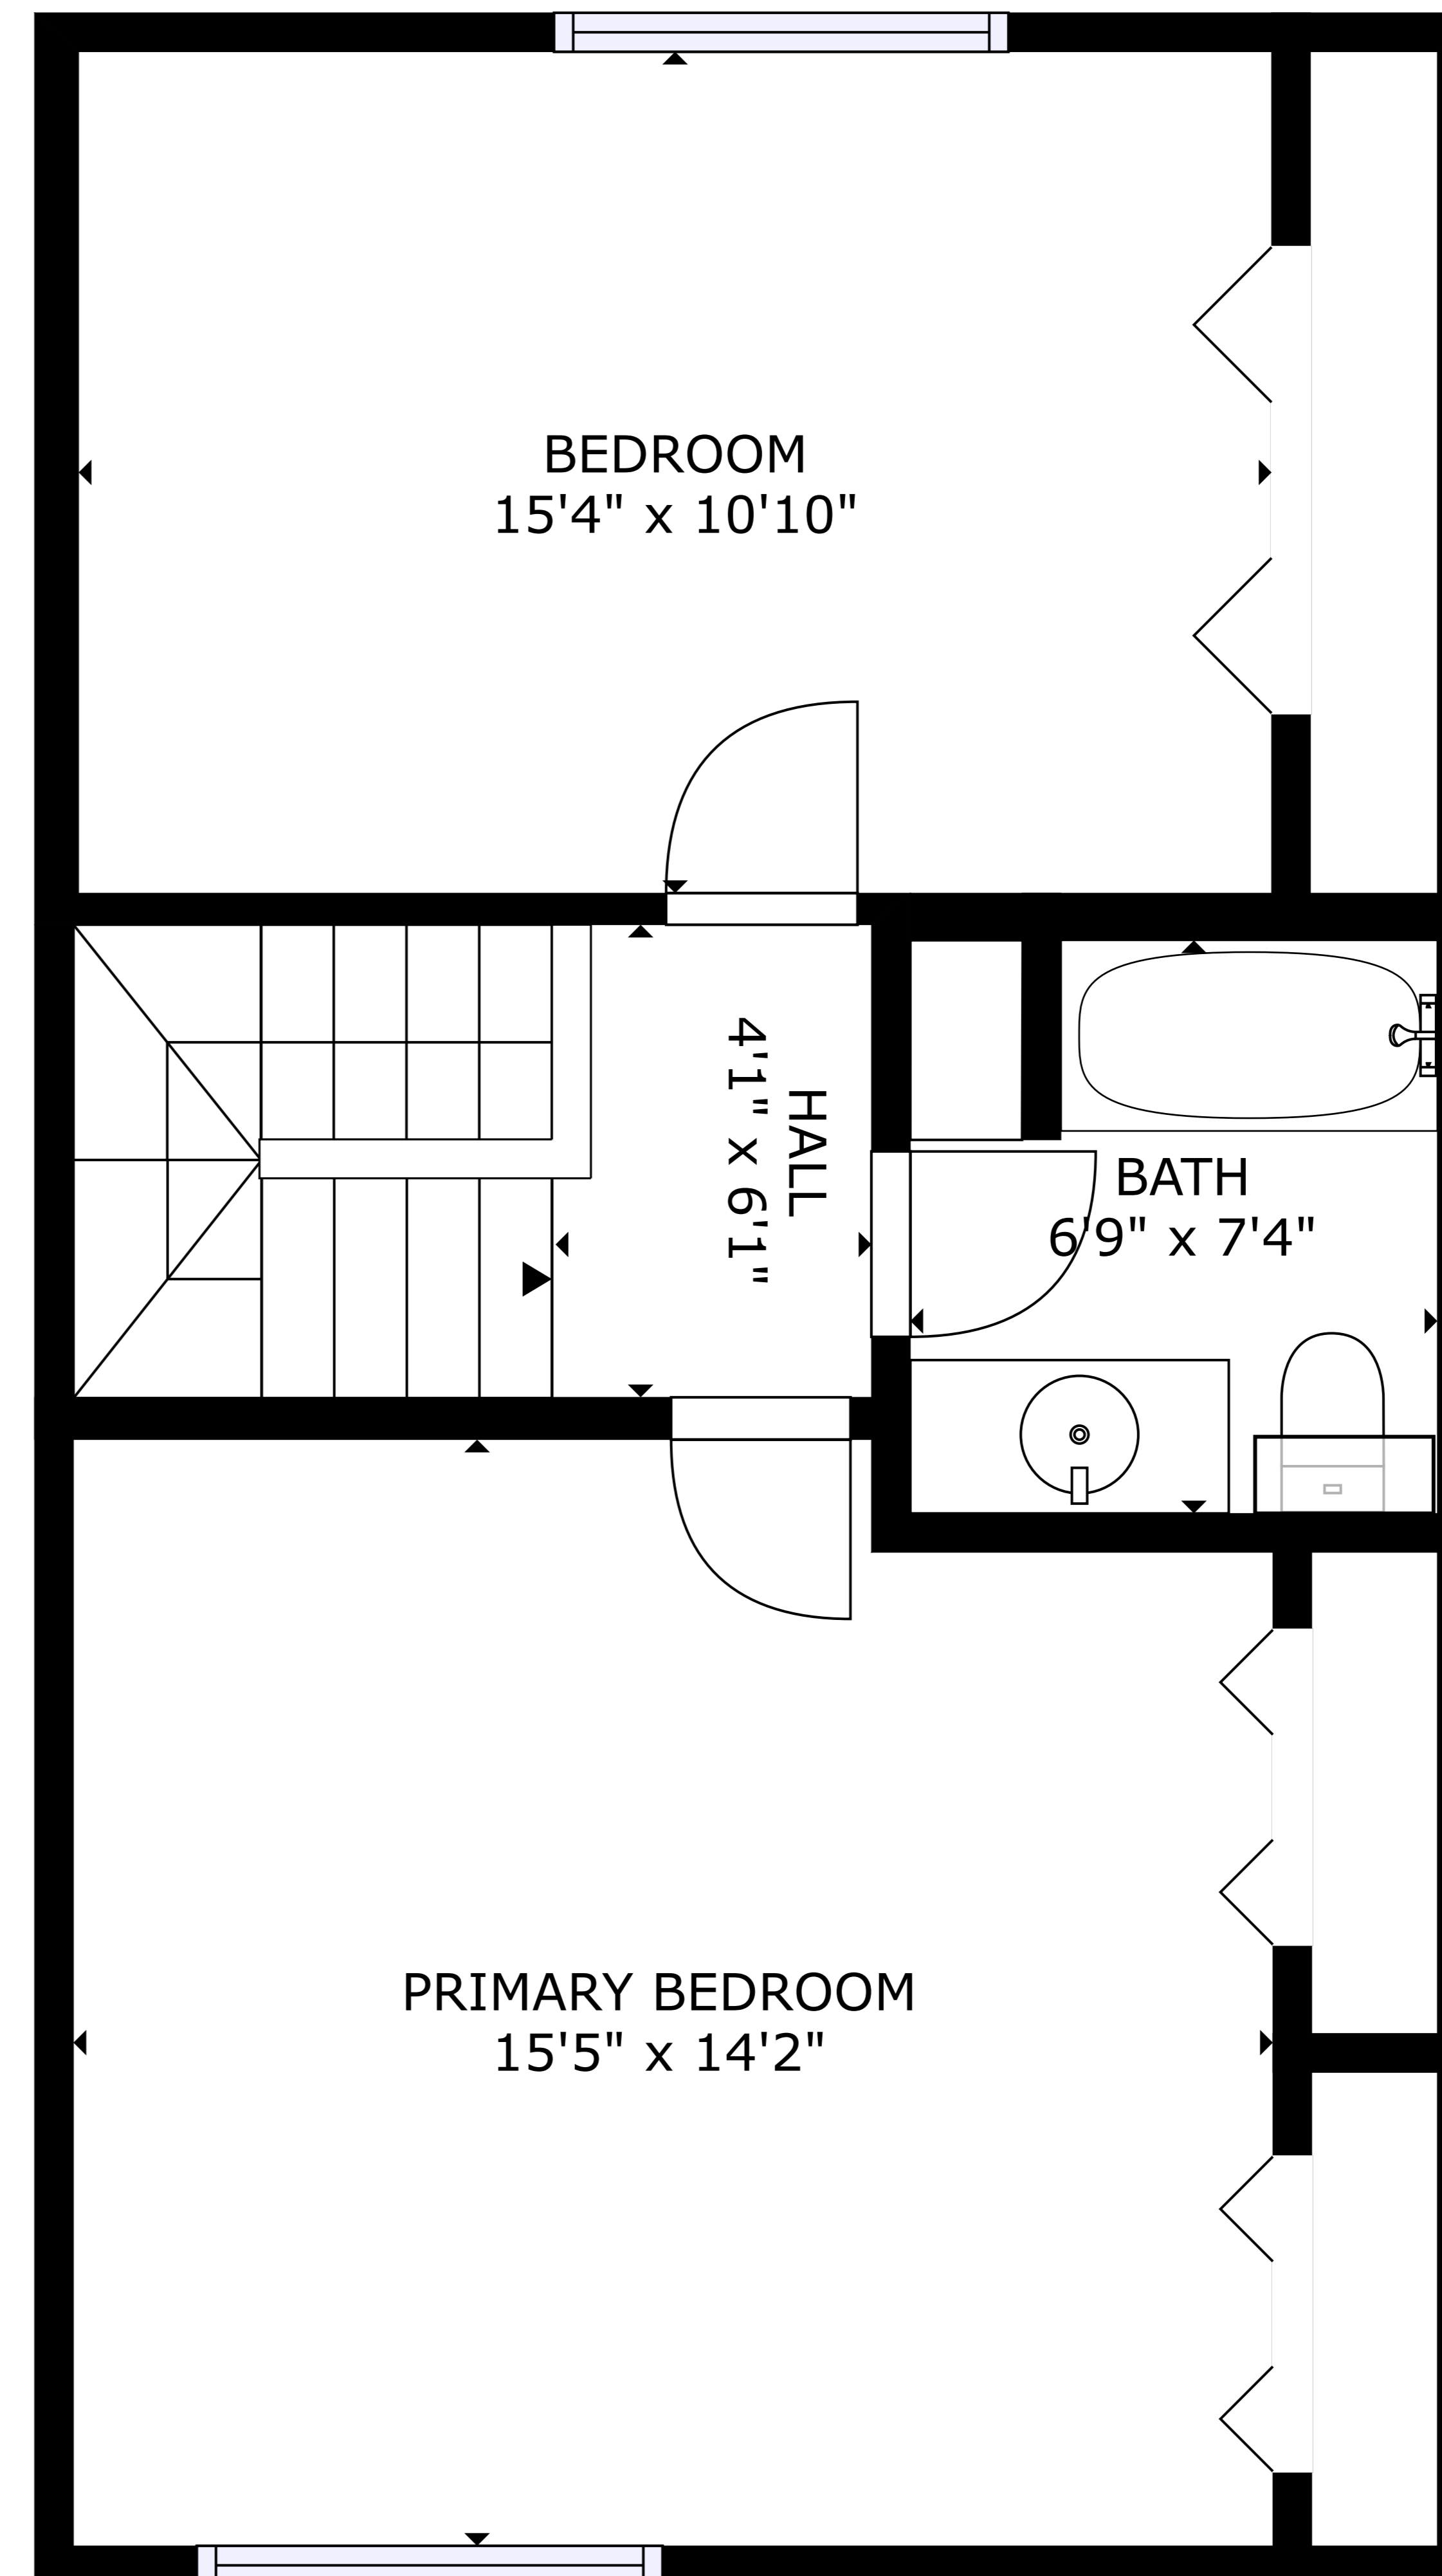 BEDROOM
15'4" x 10'10"
HALL
4'1" x 6'1"
BATH
6'9" x 7'4"
PRIMARY BEDROOM
15'5" x 14'2"